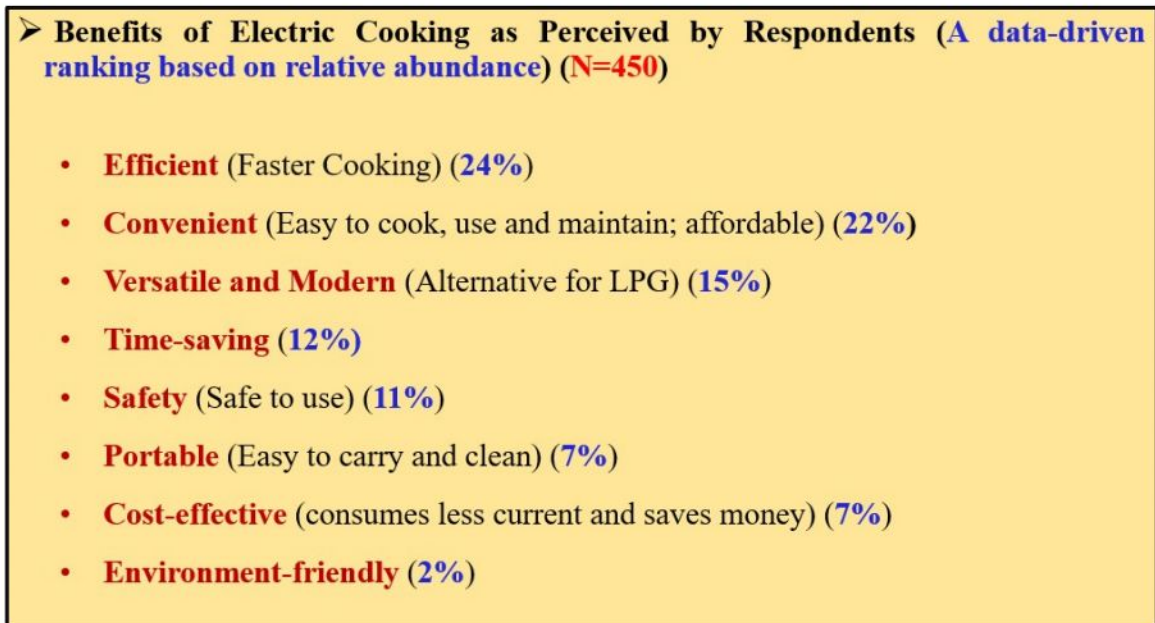 ➤ Benefits of Electric Cooking as Perceived by Respondents (A data-driven
ranking based on relative abundance) (N=450)
• Efficient (Faster Cooking) (24%)
• Convenient (Easy to cook, use and maintain; affordable) (22%)
• Versatile and Modern (Alternative for LPG) (15%)
• Time-saving (12%)
• Safety (Safe to use) (11%)
• Portable (Easy to carry and clean) (7%)
• Cost-effective (consumes less current and saves money) (7%)
• Environment-friendly (2%)